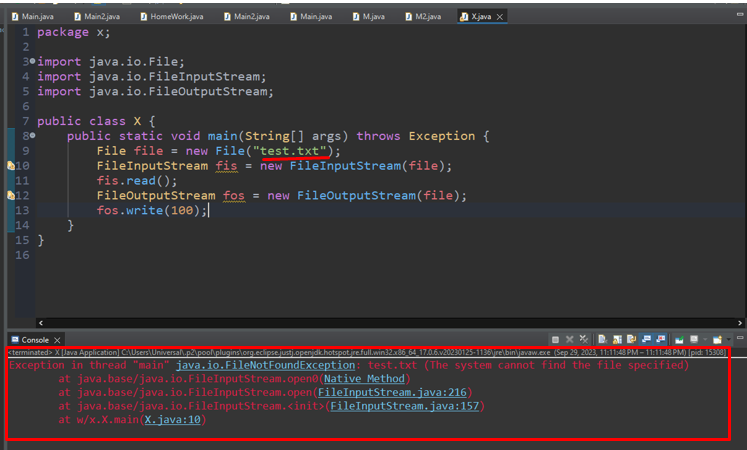 Main.java Main2.java HomeWork.java Main2.java Main.java M.java M2.java X.java
1 package x;
2
3 import java.io.File;
4 import java.io.FileInputStream;
5 import java.io.FileOutputStream;
6
7 public class X {
8 public static void main(String[] args) throws Exception {
9 File file = new File("test.txt");
10 FileInputStream fis = new FileInputStream(file);
11 fis.read();
12 FileOutputStream fos = new FileOutputStream(file);
13 fos.write(100);
14 }
15 }
16
Console
<terminated> X [Java Application] C:\Users\Universal\.p2\pool\plugins\org.eclipse.justj.openjdk.hotspot.jre.full.win32.x86_64_17.0.6.v20230125-1136\jre\bin\javaw.exe (Sep 29, 2023, 11:11:48 PM – 11:11:48 PM) [pid: 15308]
Exception in thread "main" java.io.FileNotFoundException: test.txt (The system cannot find the file specified)
at java.base/java.io.FileInputStream.open0(Native Method)
at java.base/java.io.FileInputStream.open(FileInputStream.java:216)
at java.base/java.io.FileInputStream.<init>(FileInputStream.java:157)
at w/x.X.main(X.java:10)